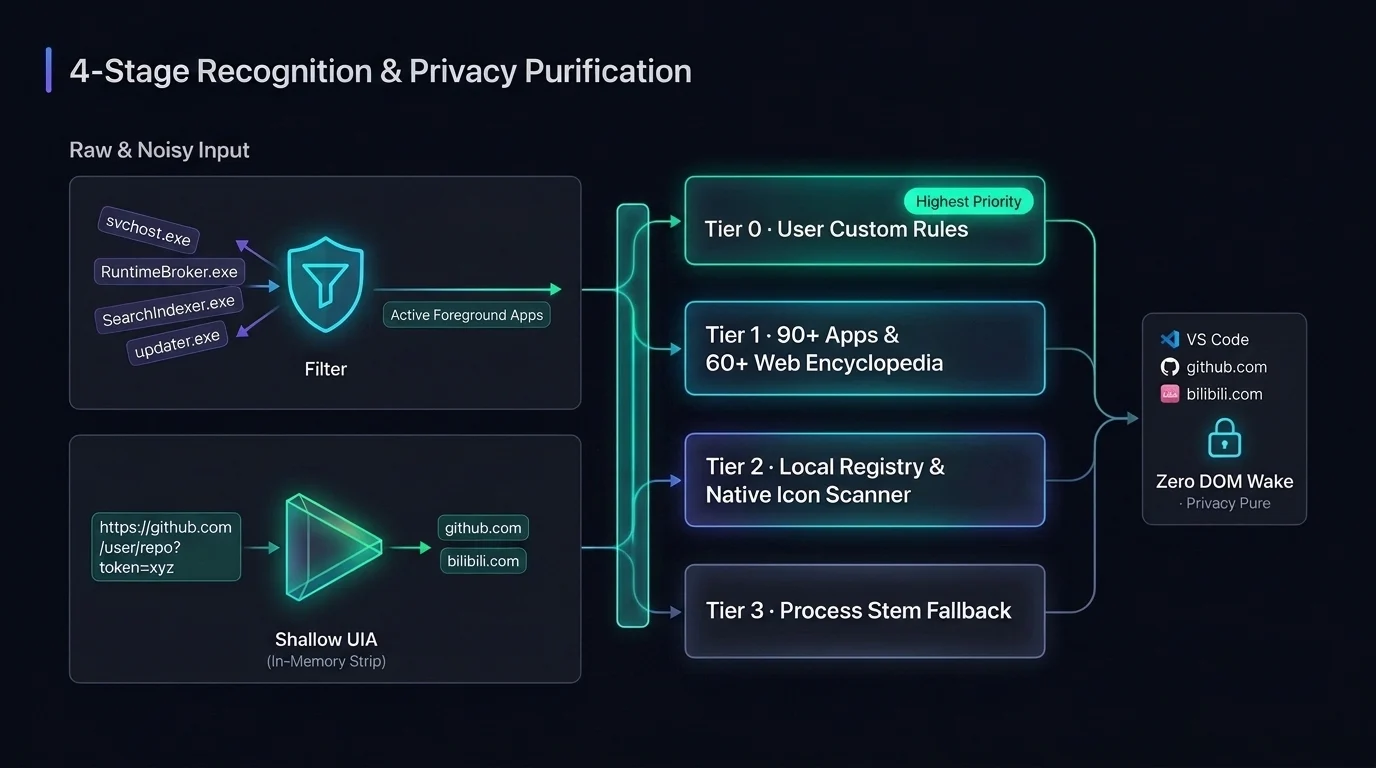 4-Stage Recognition & Privacy Purification
Raw & Noisy Input
svchost.exe
RuntimeBroker.exe
SearchIndexer.exe
updater.exe
Filter
Active Foreground Apps
https://github.com
/user/repo?
token=xyz
Shallow UIA
(In-Memory Strip)
github.com
bilibili.com
Highest Priority
Tier 0 · User Custom Rules
Tier 1 · 90+ Apps &
60+ Web Encyclopedia
Tier 2 · Local Registry &
Native Icon Scanner
Tier 3 · Process Stem Fallback
VS Code
github.com
bilibili.com
Zero DOM Wake
· Privacy Pure